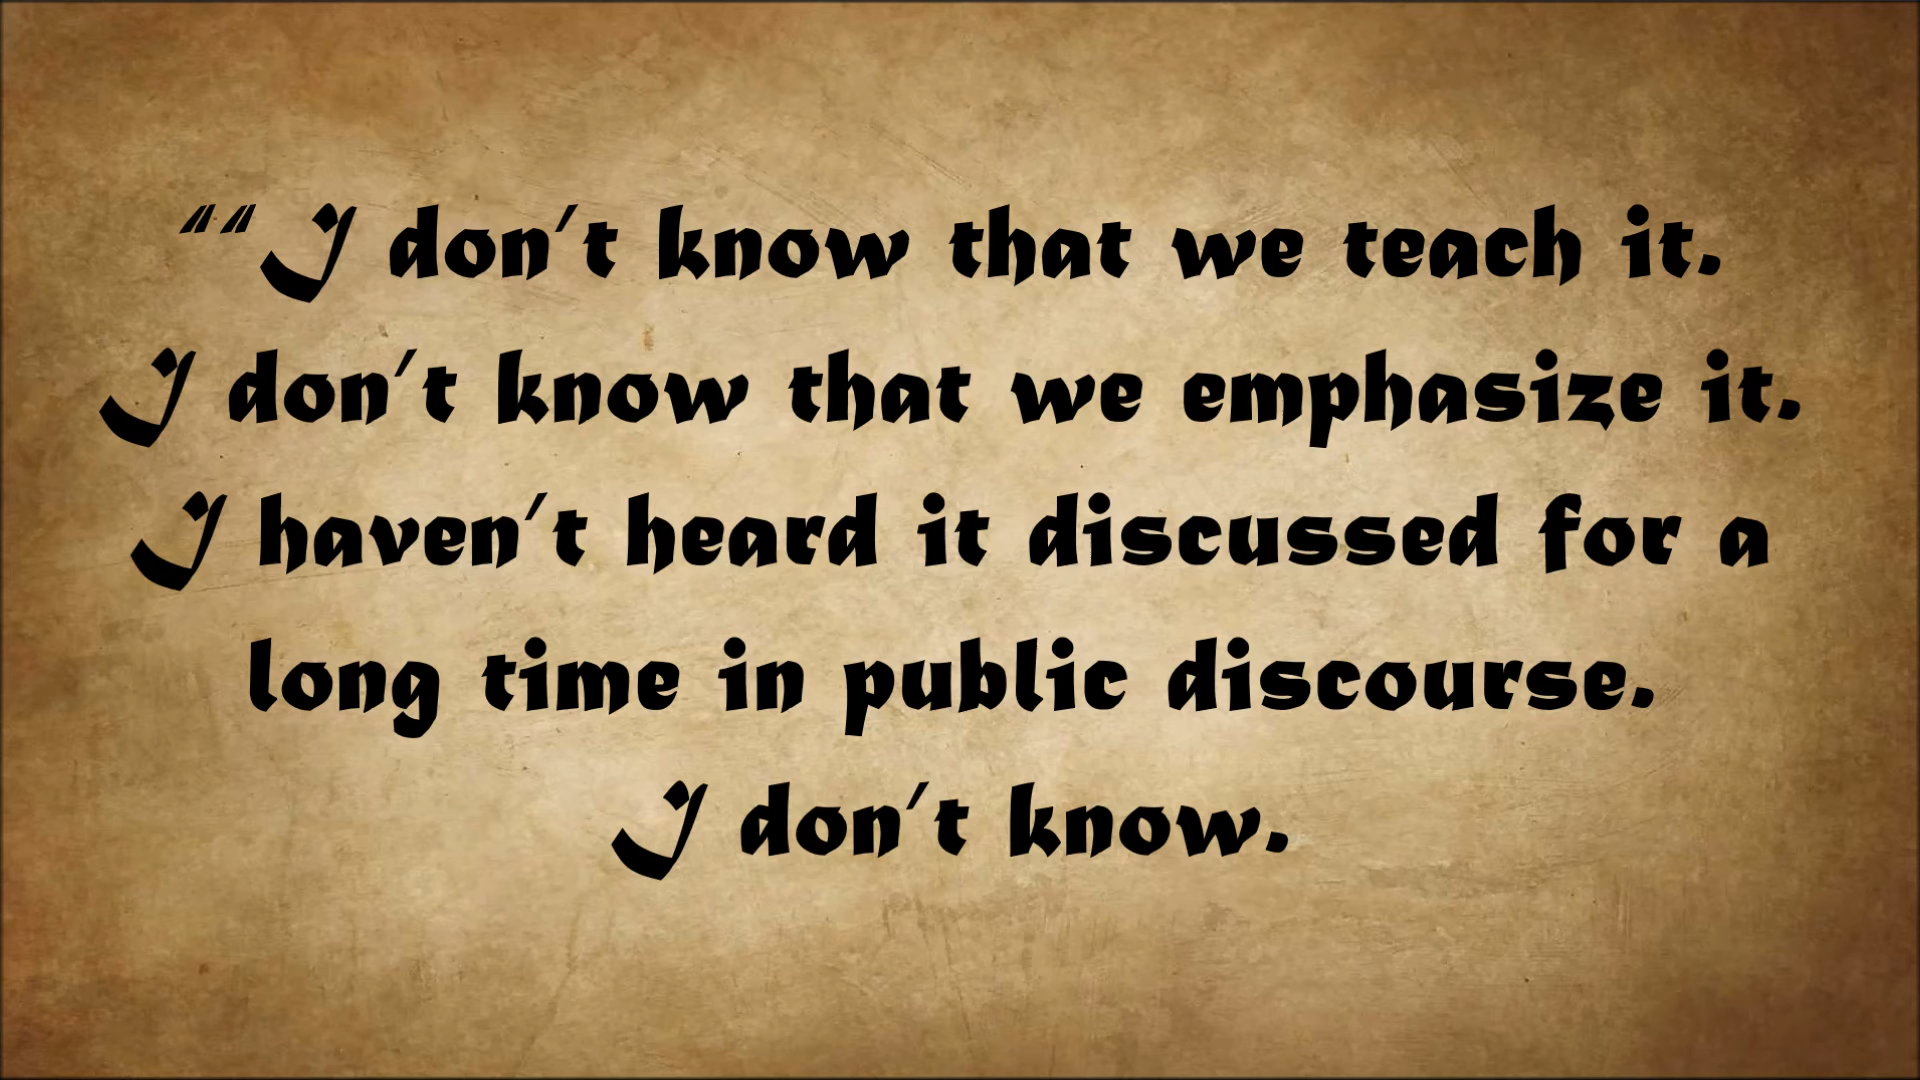 ""I don't know that we teach it.
I don't know that we emphasize it.
I haven't heard it discussed for a
long time in public discourse.
I don't know.